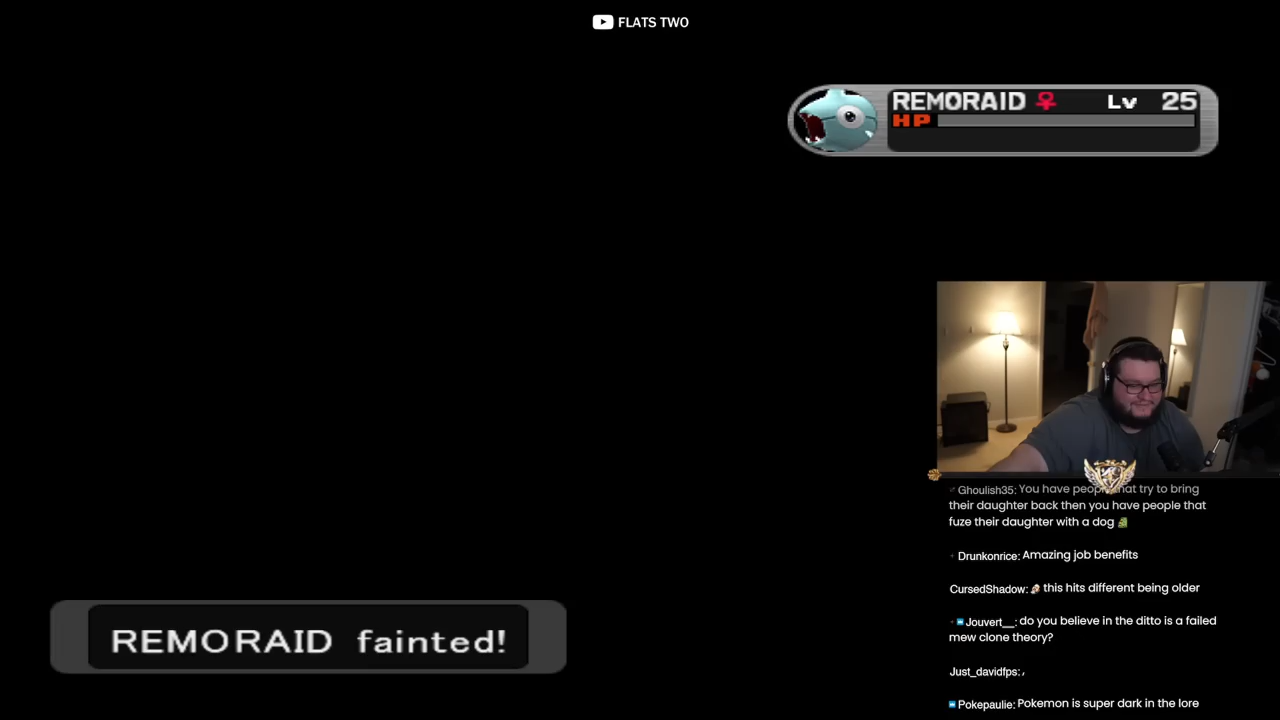 FLATS TWO
REMORAID ♀ Lv 25
HP
Ghoulish35: You have people that try to bring
their daughter back then you have people that
fuze their daughter with a dog
Drunkonrice: Amazing job benefits
CursedShadow: this hits different being older
Jouvert__: do you believe in the ditto is a failed
mew clone theory?
Just_davidfps: ,
Pokepaulie: Pokemon is super dark in the lore
REMORAID fainted!